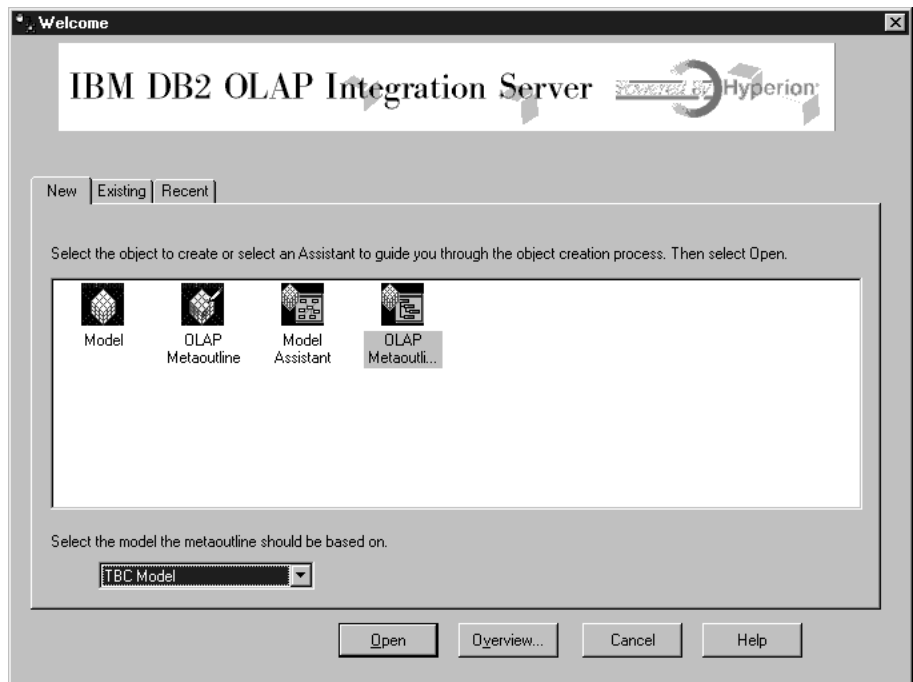 Welcome
IBM DB2 OLAP Integration Server
POWERED BY Hyperion
New Existing Recent
Select the object to create or select an Assistant to guide you through the object creation process. Then select Open.
Model
OLAP
Metaoutline
Model
Assistant
OLAP
Metaoutli...
Select the model the metaoutline should be based on.
TBC Model
Open Overview... Cancel Help